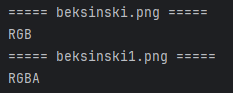 ===== beksinski.png =====
RGB
===== beksinski1.png =====
RGBA